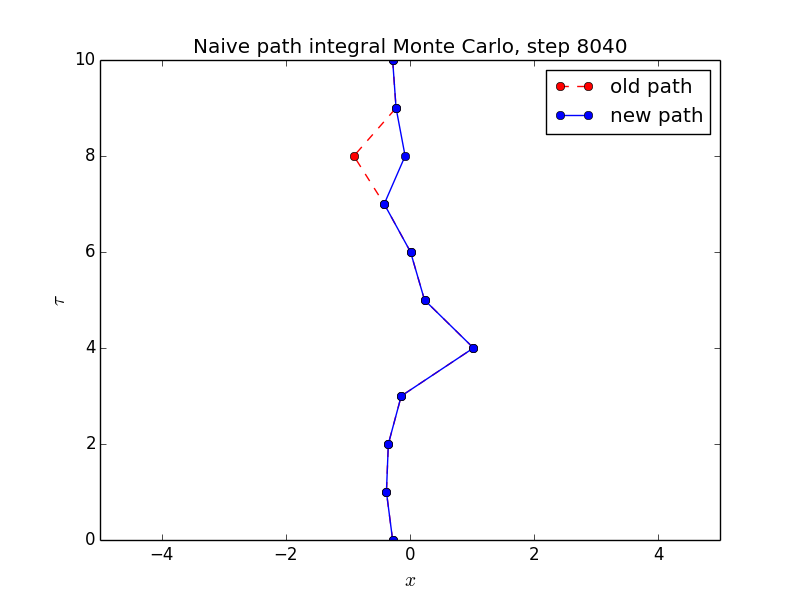 Naive path integral Monte Carlo, step 8040
old path
new path
10
8
6
4
2
0
τ
−4
−2
0
2
4
x